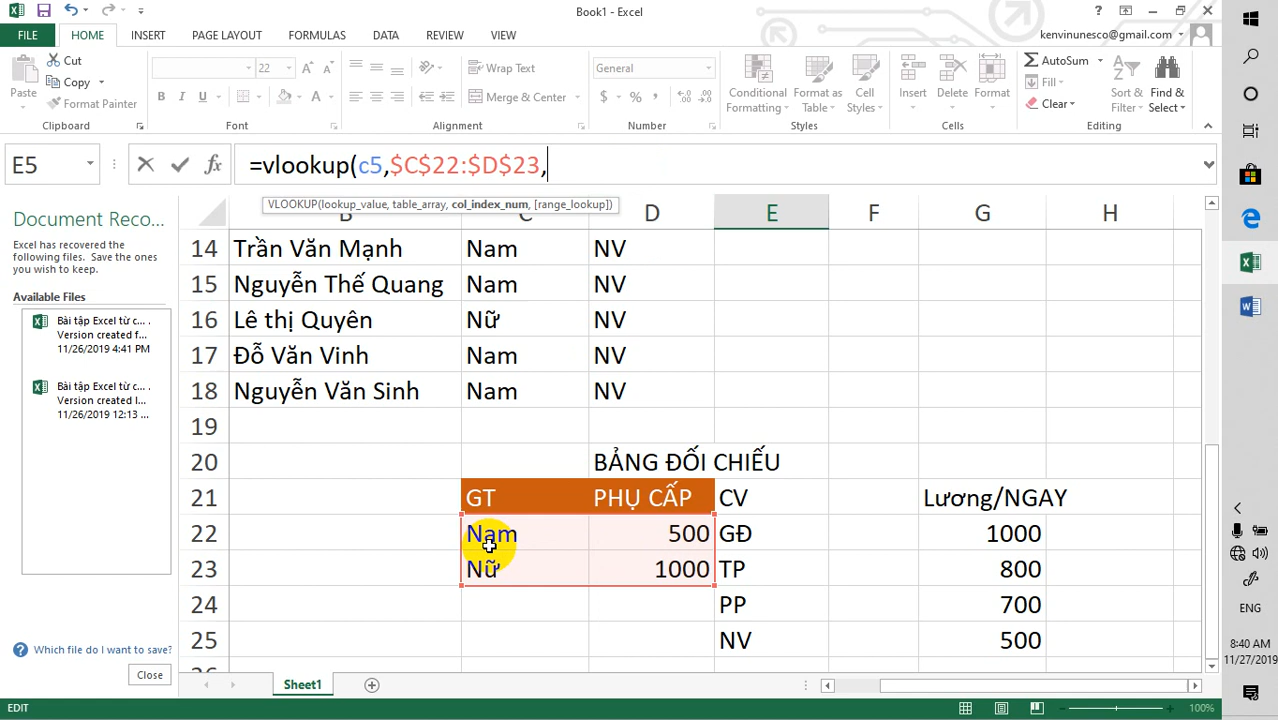 Book1 - Excel
?
FILE HOME INSERT PAGE LAYOUT FORMULAS DATA REVIEW VIEW
kenvinunesco@gmail.com
Paste
Cut
Copy
Format Painter
Clipboard
22
B I U
Font
Wrap Text
Merge & Center
Alignment
General
$ % ,
Number
Conditional Formatting
Format as Table
Cell Styles
Styles
Insert
Delete
Format
Cells
AutoSum
Fill
Clear
Sort & Filter
Find & Select
Editing
E5
fx
=vlookup(c5,$C$22:$D$23,
VLOOKUP(lookup_value, table_array, col_index_num, [range_lookup])
Document Reco...
Excel has recovered the
following files. Save the ones
you wish to keep.
Available Files
Bài tập Excel từ c... .
Version created f...
11/26/2019 4:41 PM
Bài tập Excel từ c... .
Version created l...
11/26/2019 12:13 ...
Which file do I want to save?
Close
B C D E F G H
14 Trần Văn Mạnh Nam NV
15 Nguyễn Thế Quang Nam NV
16 Lê thị Quyên Nữ NV
17 Đỗ Văn Vinh Nam NV
18 Nguyễn Văn Sinh Nam NV
19
20 BẢNG ĐỐI CHIẾU
21 GT PHỤ CẤP CV Lương/NGAY
22 Nam 500 GĐ 1000
23 Nữ 1000 TP 800
24 PP 700
25 NV 500
26
Sheet1
EDIT
100%
ENG
8:40 AM
11/27/2019